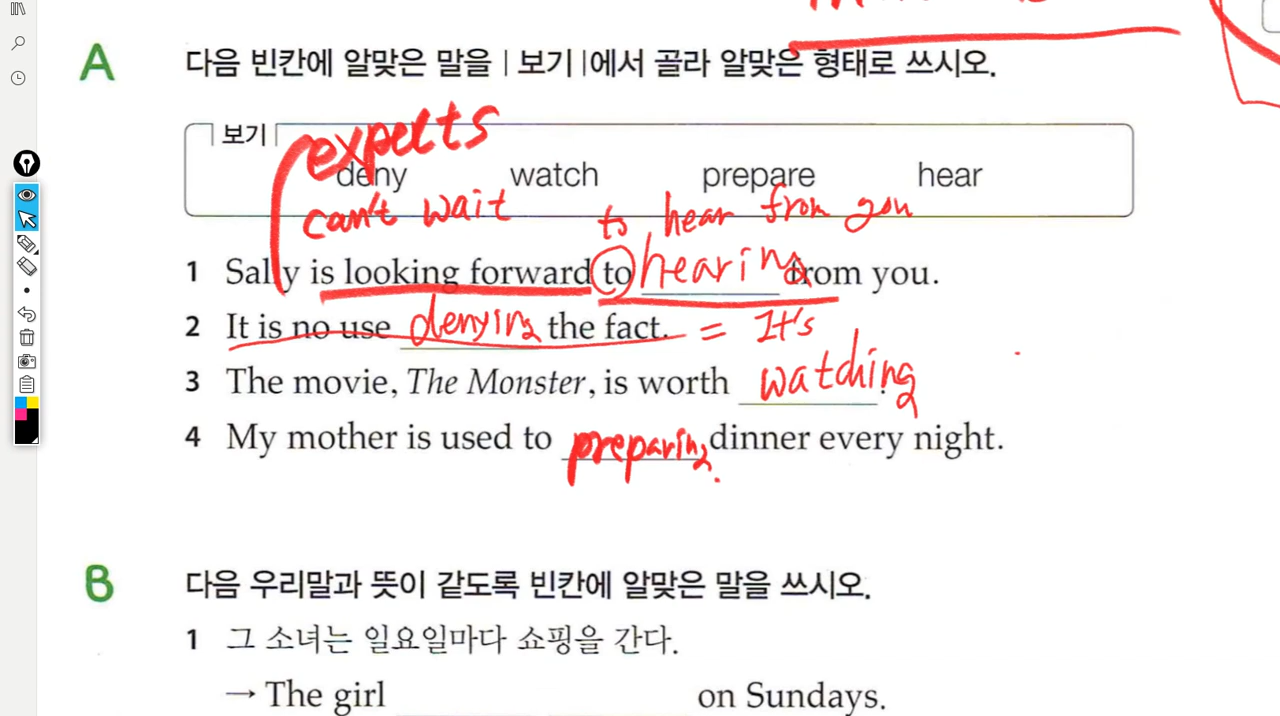 A 다음 빈칸에 알맞은 말을 | 보기 |에서 골라 알맞은 형태로 쓰시오.
보기
expects
deny watch prepare hear
can't wait to hear from you
1 Sally is looking forward to hearing from you.
2 It is no use denying the fact. = It's
3 The movie, The Monster, is worth watching.
4 My mother is used to preparing dinner every night.
B 다음 우리말과 뜻이 같도록 빈칸에 알맞은 말을 쓰시오.
1 그 소녀는 일요일마다 쇼핑을 간다.
→ The girl ________ ________ on Sundays.